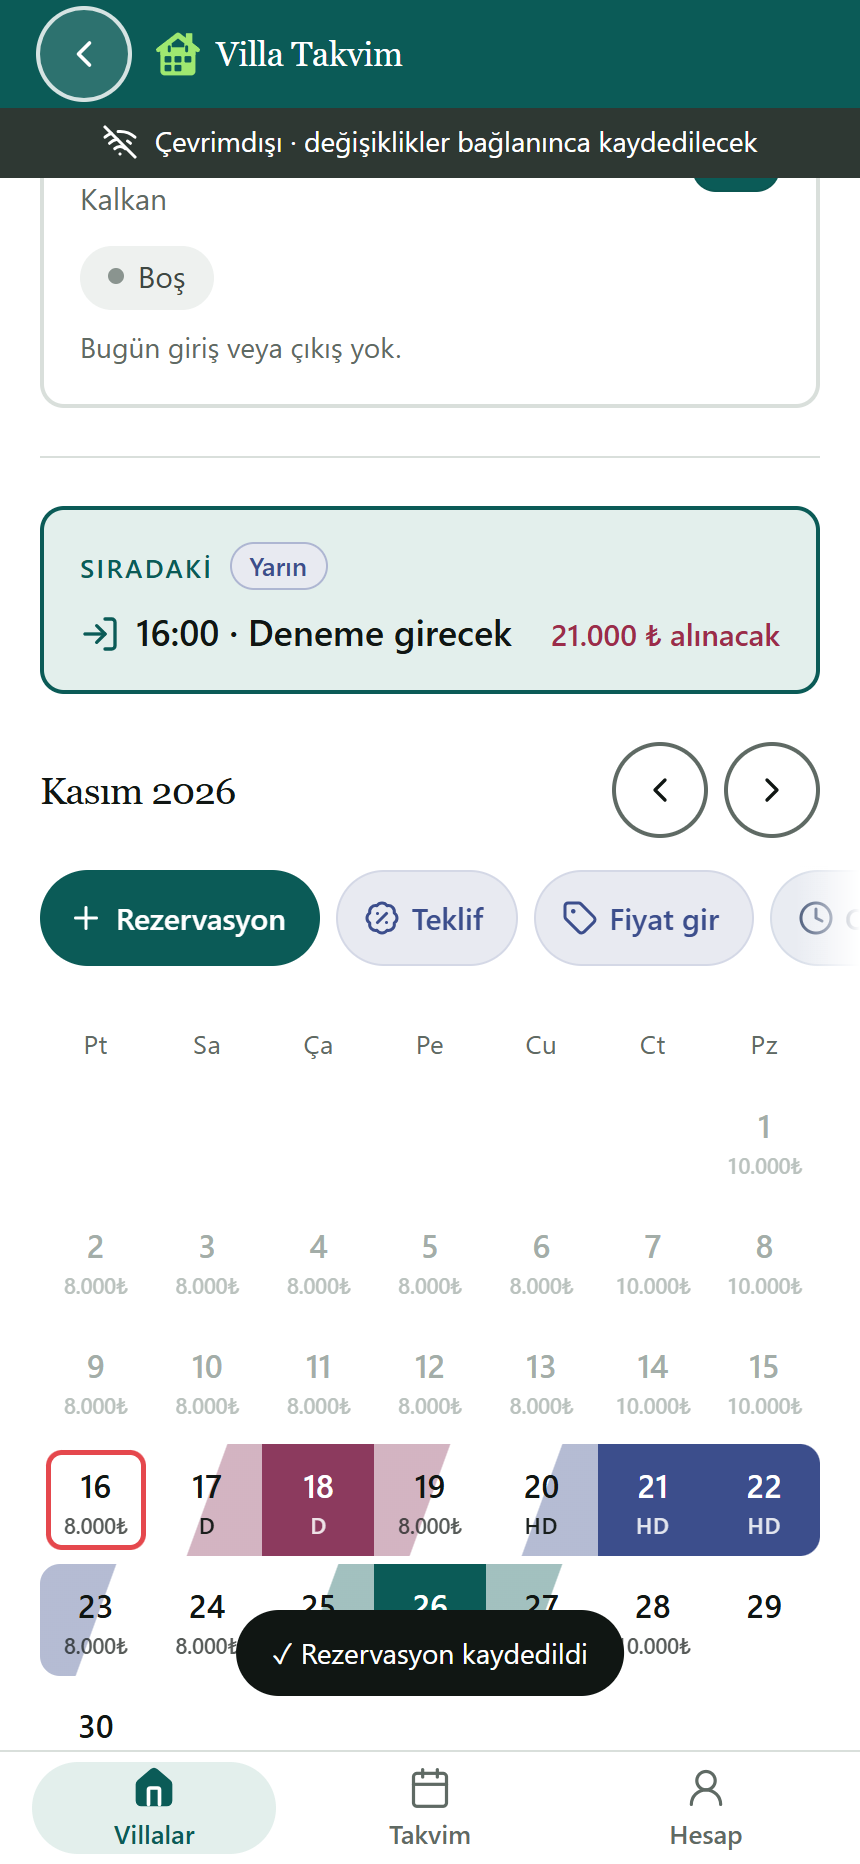 Villa Takvim
Çevrimdışı · değişiklikler bağlanınca kaydedilecek
Kalkan
Boş
Bugün giriş veya çıkış yok.
SIRADAKİ Yarın
16:00 · Deneme girecek 21.000 ₺ alınacak
Kasım 2026
Rezervasyon Teklif Fiyat gir
Pt Sa Ça Pe Cu Ct Pz
1
10.000₺
2 3 4 5 6 7 8
8.000₺ 8.000₺ 8.000₺ 8.000₺ 8.000₺ 10.000₺ 10.000₺
9 10 11 12 13 14 15
8.000₺ 8.000₺ 8.000₺ 8.000₺ 8.000₺ 10.000₺ 10.000₺
16 17 18 19 20 21 22
8.000₺ D D 8.000₺ HD HD HD
23 24 25 26 27 28 29
8.000₺ 8.000₺ 0.000₺
✓ Rezervasyon kaydedildi
30
Villalar Takvim Hesap